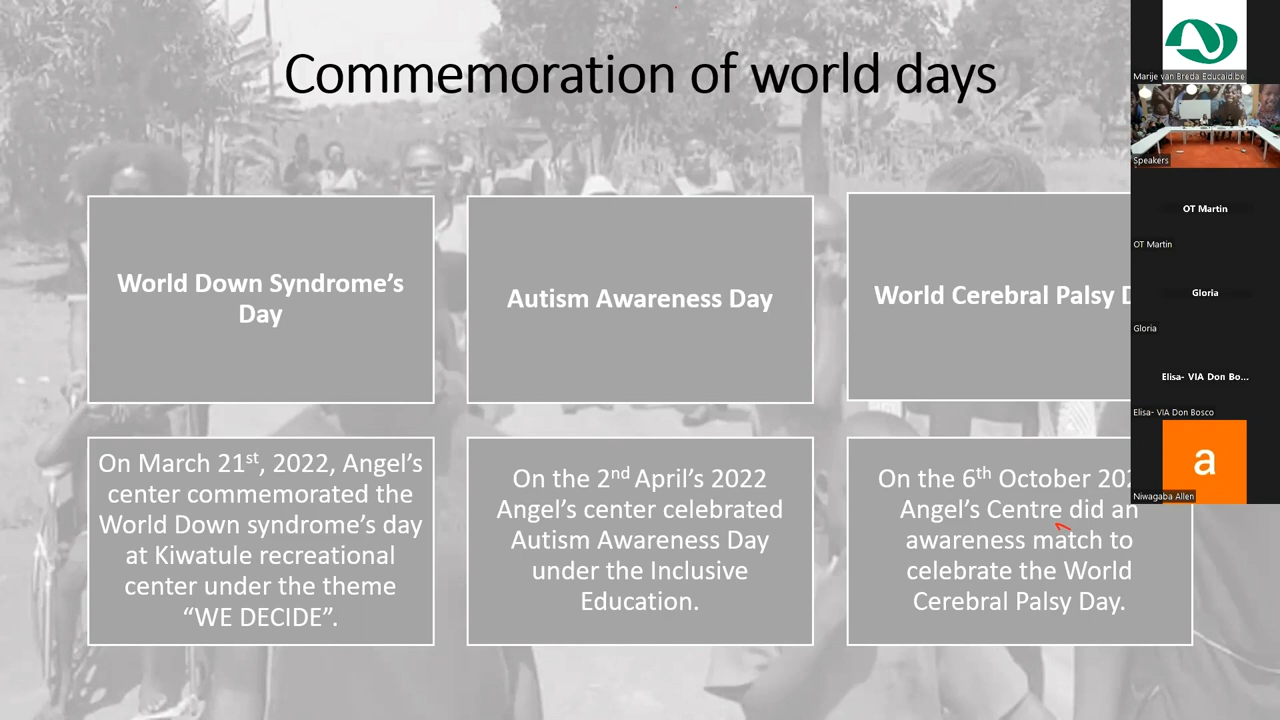 Commemoration of world days
World Down Syndrome's
Day
Autism Awareness Day
World Cerebral Palsy
On March 21st, 2022, Angel's
center commemorated the
World Down syndrome's day
at Kiwatule recreational
center under the theme
“WE DECIDE”.
On the 2nd April's 2022
Angel's center celebrated
Autism Awareness Day
under the Inclusive
Education.
On the 6th October
Angel's Centre did an
awareness match to
celebrate the World
Cerebral Palsy Day.
Marije van Breda Educaid.be
Speakers
OT Martin
OT Martin
Gloria
Gloria
Elisa- VIA Don Bo...
Elisa- VIA Don Bosco
a
Niwagaba Allen